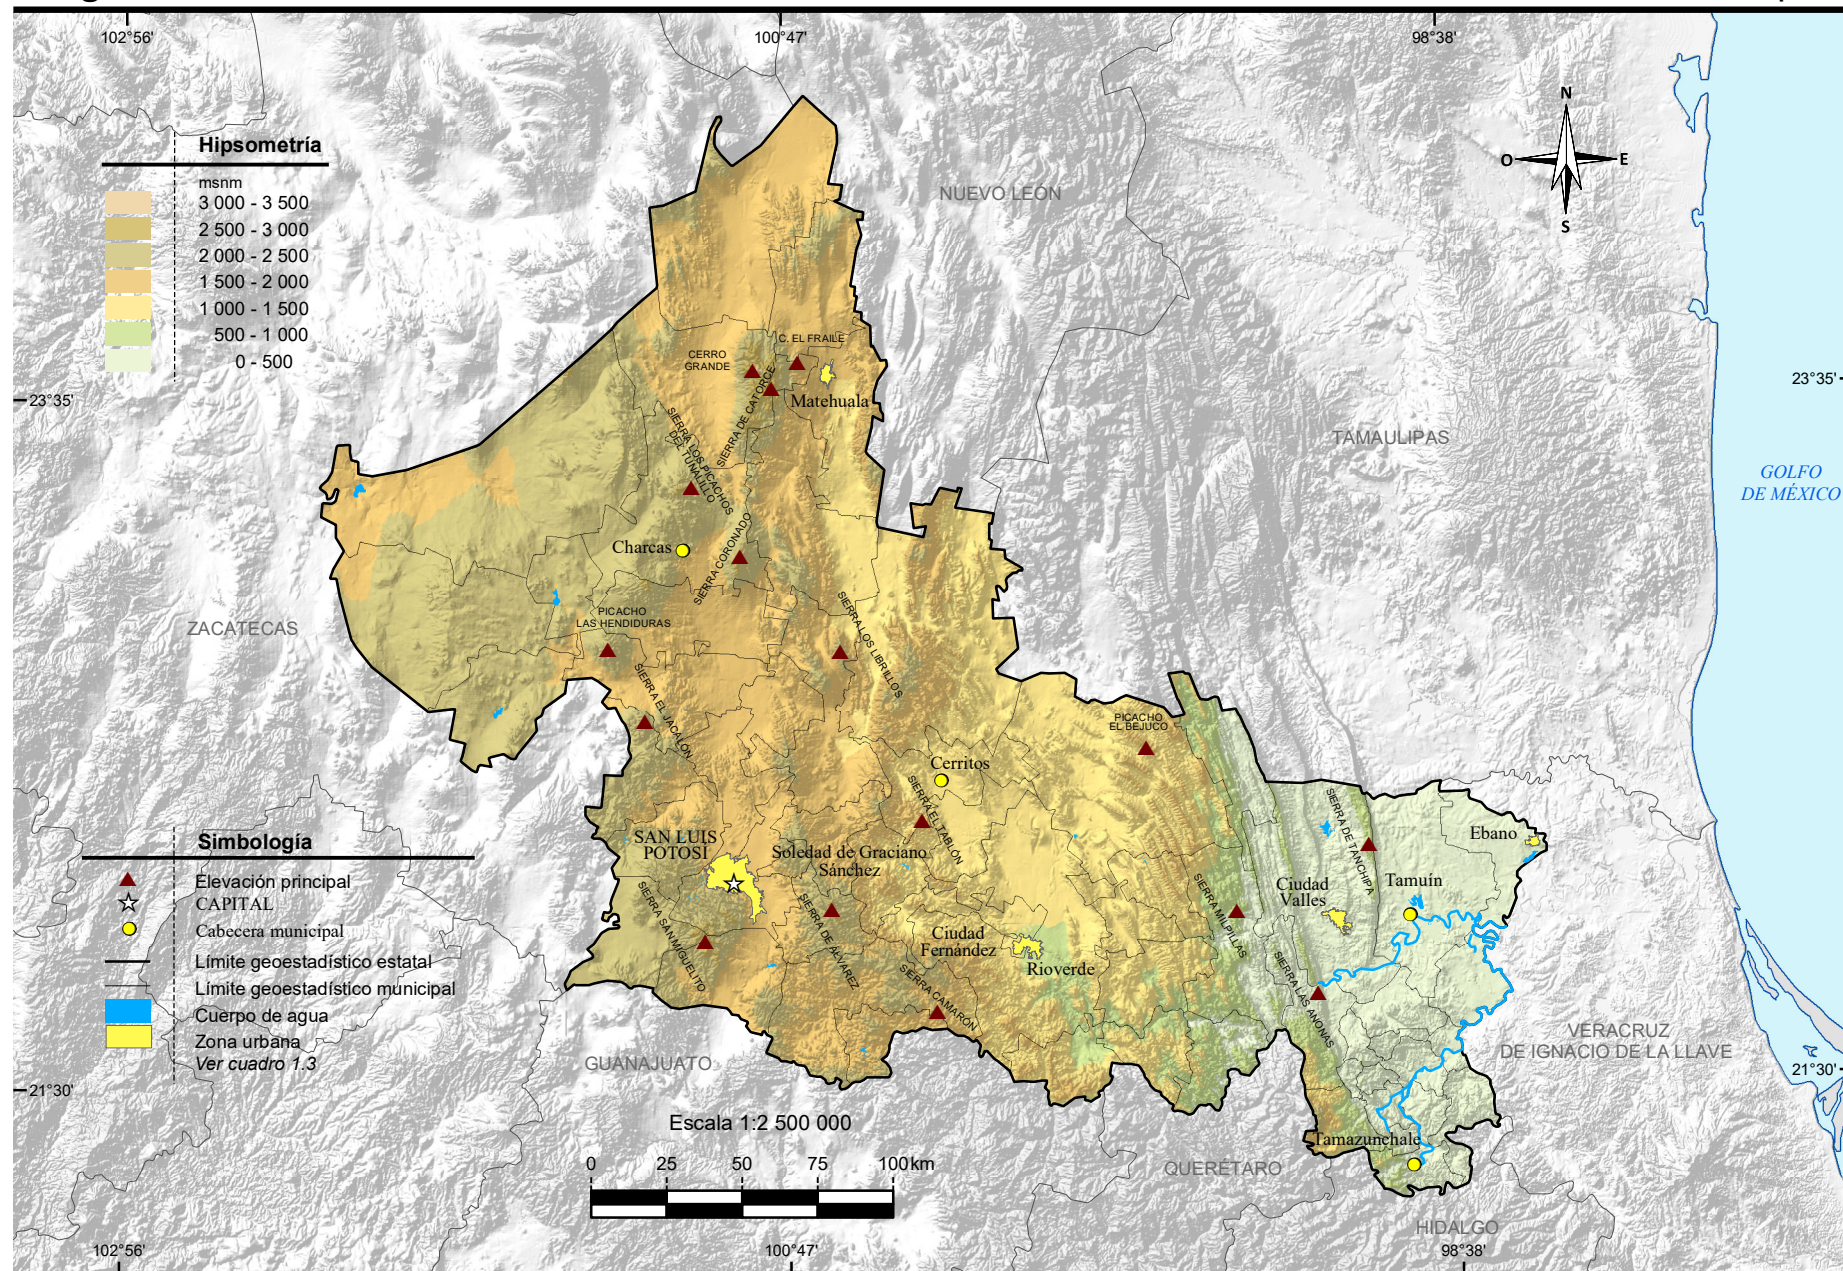 102°56'
100°47'
98°38'
N
O
E
S
Hipsometría
msnm
3 000 - 3 500
2 500 - 3 000
2 000 - 2 500
1 500 - 2 000
1 000 - 1 500
500 - 1 000
0 - 500
NUEVO LEÓN
C. EL FRAILE
CERRO
GRANDE
Matehuala
SIERRA DE CATORCE
SIERRA LOS PICACHOS
DEL TUNALILLO
23°35'
23°35'
TAMAULIPAS
GOLFO
DE MÉXICO
Charcas
SIERRA CORONADO
ZACATECAS
PICACHO
LAS HENDIDURAS
SIERRA LOS LIBRILLOS
SIERRA EL JACALÓN
PICACHO
EL BEJUCO
Cerritos
SIERRA EL TABLÓN
SIERRA DE TANCHIPA
Ebano
SAN LUIS
POTOSÍ
Soledad de Graciano
Sánchez
Ciudad
Valles
Tamuín
SIERRA SAN MIGUELITO
SIERRA DE ÁLVAREZ
SIERRA MILPILLAS
Ciudad
Fernández
Rioverde
SIERRA CAMARÓN
SIERRA LAS ANONAS
Simbología
Elevación principal
CAPITAL
Cabecera municipal
Límite geoestadístico estatal
Límite geoestadístico municipal
Cuerpo de agua
Zona urbana
Ver cuadro 1.3
GUANAJUATO
VERACRUZ
DE IGNACIO DE LA LLAVE
21°30'
21°30'
Escala 1:2 500 000
0 25 50 75 100 km
Tamazunchale
QUERÉTARO
HIDALGO
102°56'
100°47'
98°38'